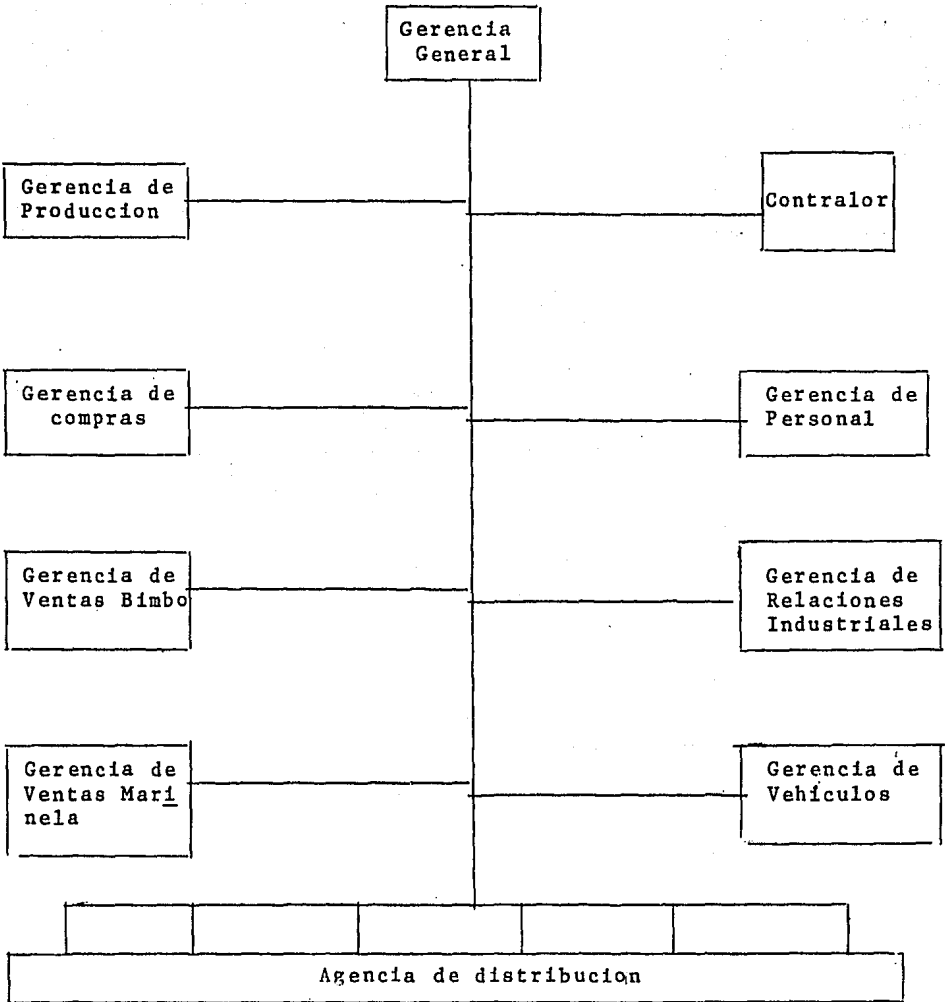 Gerencia
General
Gerencia de
Produccion
Contralor
Gerencia de
compras
Gerencia de
Personal
Gerencia de
Ventas Bimbo
Gerencia de
Relaciones
Industriales
Gerencia de
Ventas Mari
nela
Gerencia de
Vehículos
Agencia de distribucion